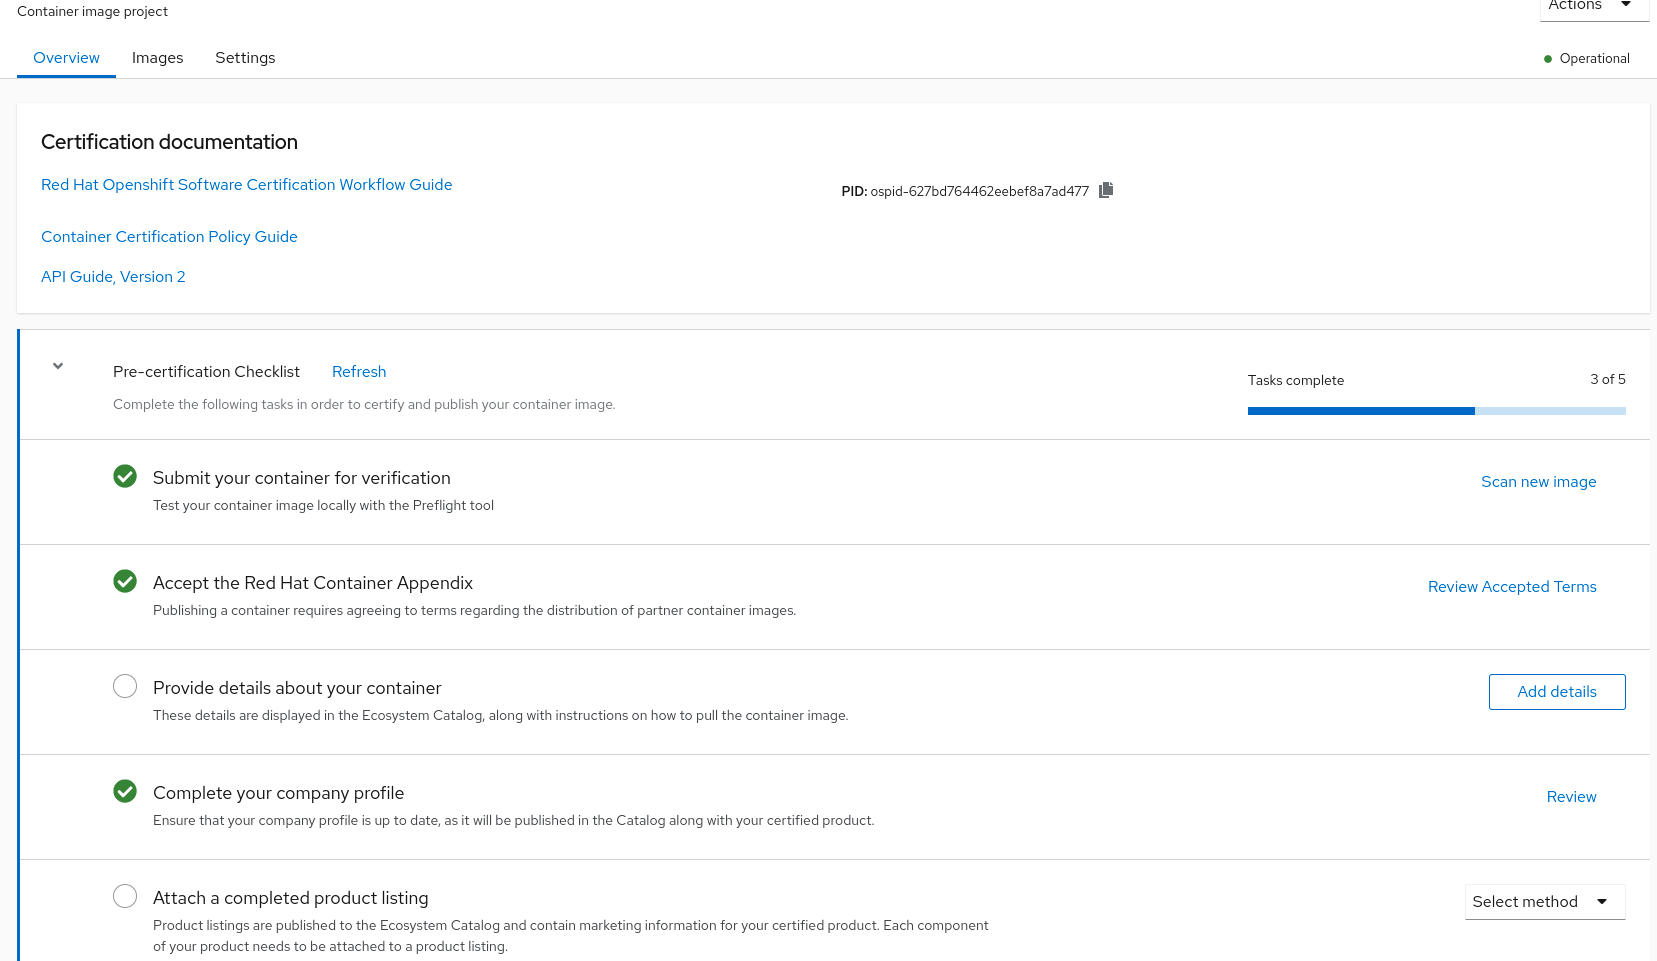 Container image project
Actions
Overview
Images
Settings
Operational
Certification documentation
Red Hat Openshift Software Certification Workflow Guide
PID: ospid-627bd764462eebef8a7ad477
Container Certification Policy Guide
API Guide, Version 2
Pre-certification Checklist
Refresh
Complete the following tasks in order to certify and publish your container image.
Tasks complete
3 of 5
Submit your container for verification
Test your container image locally with the Preflight tool
Scan new image
Accept the Red Hat Container Appendix
Publishing a container requires agreeing to terms regarding the distribution of partner container images.
Review Accepted Terms
Provide details about your container
These details are displayed in the Ecosystem Catalog, along with instructions on how to pull the container image.
Add details
Complete your company profile
Ensure that your company profile is up to date, as it will be published in the Catalog along with your certified product.
Review
Attach a completed product listing
Product listings are published to the Ecosystem Catalog and contain marketing information for your certified product. Each component
of your product needs to be attached to a product listing.
Select method